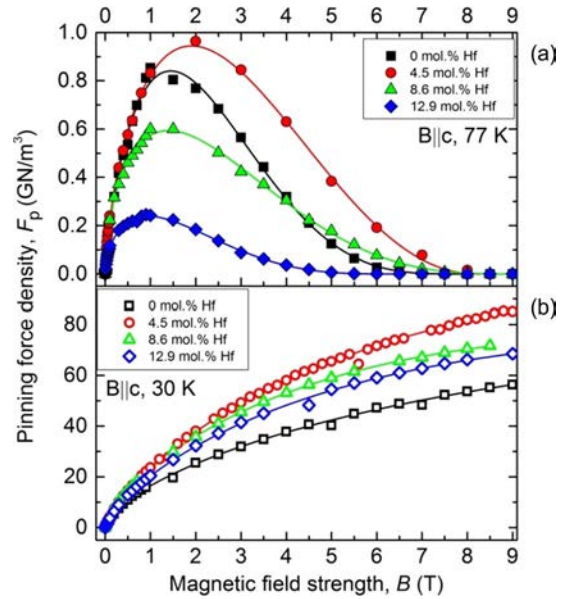 0 1 2 3 4 5 6 7 8 9
(a)
1.0
0.8
0.6
0.4
0.2
0.0
0 mol.% Hf
4.5 mol.% Hf
8.6 mol.% Hf
12.9 mol.% Hf
B||c, 77 K
Pinning force density, Fp (GN/m³)
(b)
80
60
40
20
0
0 mol.% Hf
4.5 mol.% Hf
8.6 mol.% Hf
12.9 mol.% Hf
B||c, 30 K
0 1 2 3 4 5 6 7 8 9
Magnetic field strength, B (T)